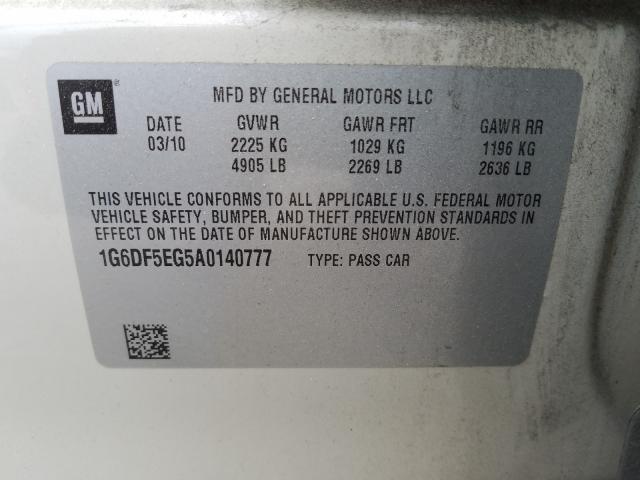 GM
MFD BY GENERAL MOTORS LLC
DATE GVWR GAWR FRT GAWR RR
03/10 2225 KG 1029 KG 1196 KG
4905 LB 2269 LB 2636 LB
THIS VEHICLE CONFORMS TO ALL APPLICABLE U.S. FEDERAL MOTOR
VEHICLE SAFETY, BUMPER, AND THEFT PREVENTION STANDARDS IN
EFFECT ON THE DATE OF MANUFACTURE SHOWN ABOVE.
1G6DF5EG5A0140777 TYPE: PASS CAR